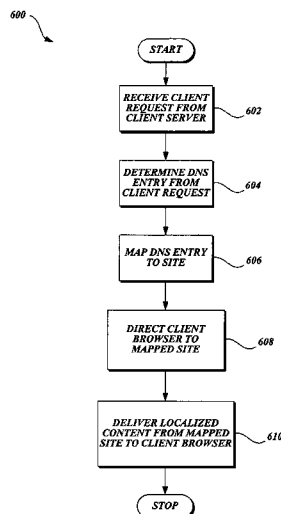 600
START
RECEIVE CLIENT
REQUEST FROM
CLIENT SERVER
602
DETERMINE DNS
ENTRY FROM
CLIENT REQUEST
604
MAP DNS ENTRY
TO SITE
606
DIRECT CLIENT
BROWSER TO
MAPPED SITE
608
DELIVER LOCALIZED
CONTENT FROM MAPPED
SITE TO CLIENT BROWSER
610
STOP